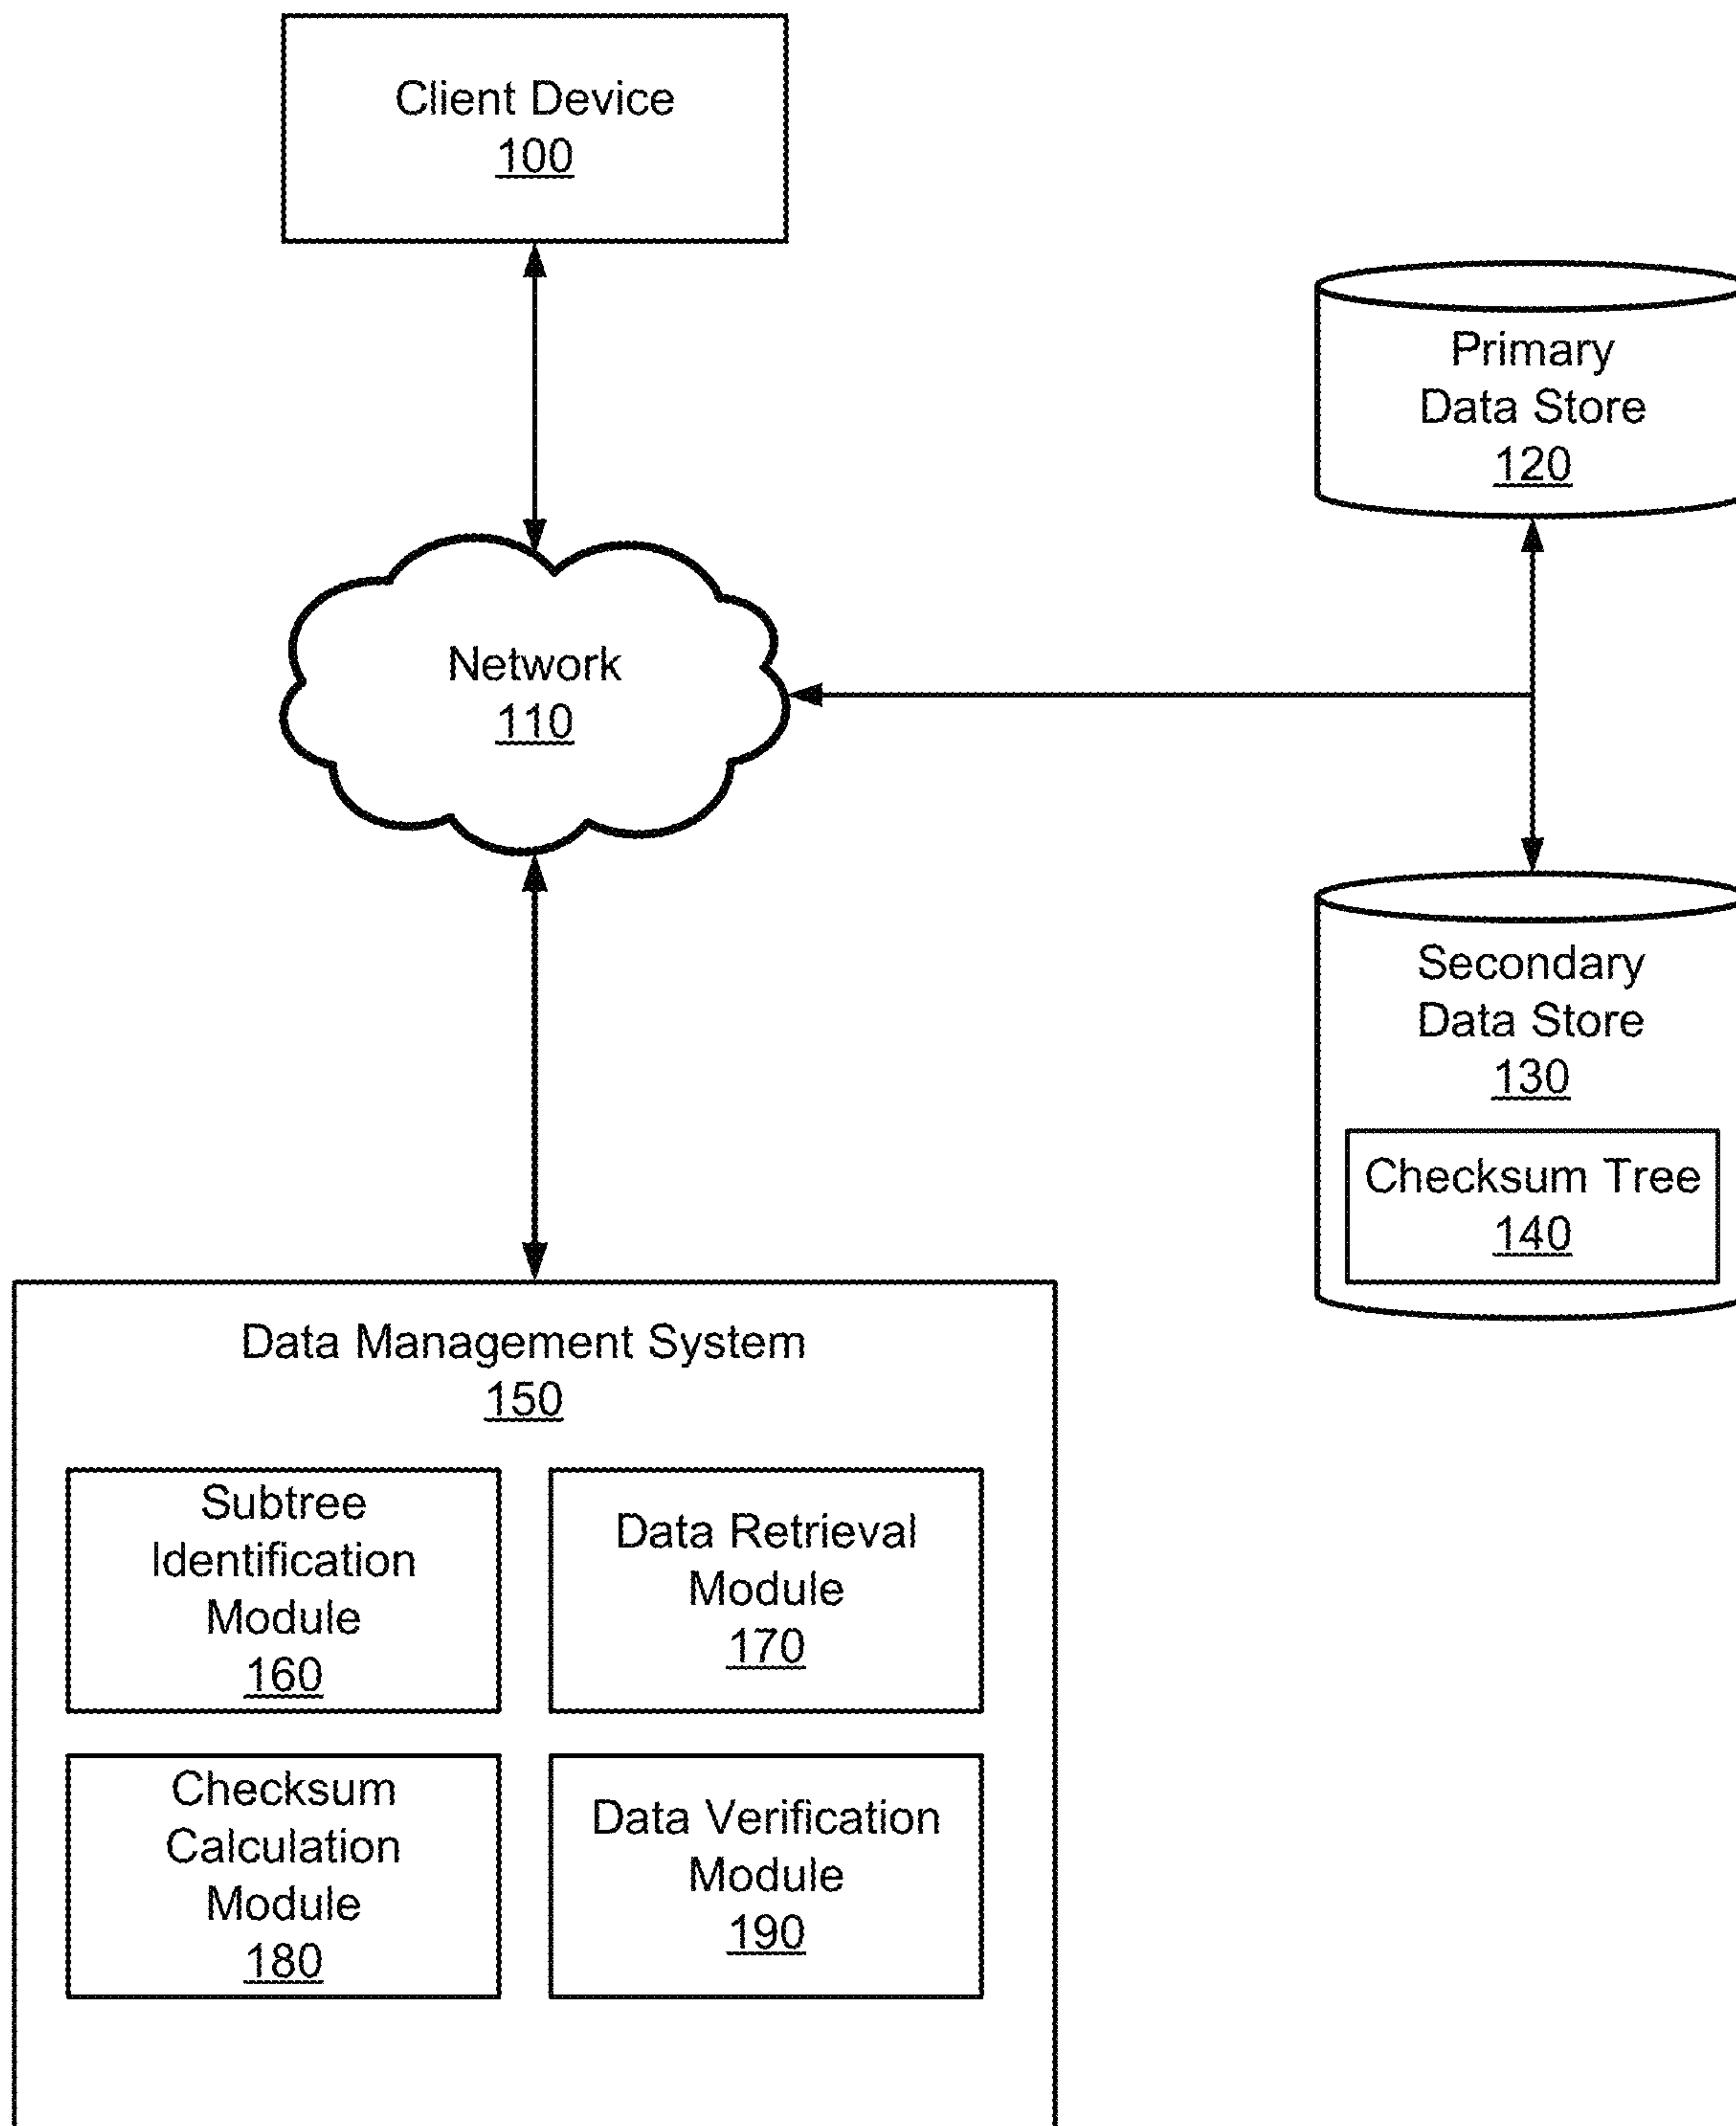 Client Device
100
Primary
Data Store
120
Network
110
Secondary
Data Store
130
Checksum Tree
140
Data Management System
150
Subtree
Identification
Module
160
Data Retrieval
Module
170
Checksum
Calculation
Module
180
Data Verification
Module
190